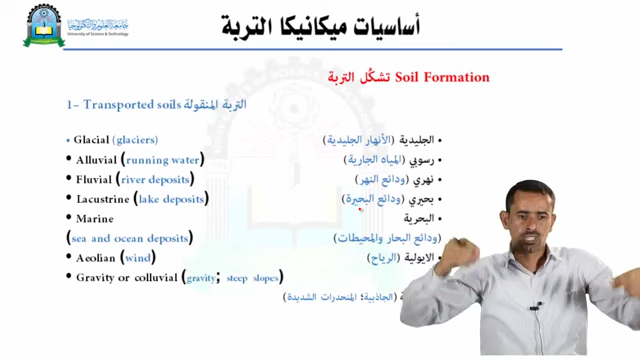 جامعة العلوم والتكنولوجيا
University of Science & Technology
أساسيات ميكانيكا التربة
Soil Formation تشكُّل التربة
1- Transported soils التربة المنقولة
• Glacial (glaciers)
• الجليدية (الأنهار الجليدية)
• Alluvial (running water)
• رسوبي (المياه الجارية)
• Fluvial (river deposits)
• نهري (ودائع النهر)
• Lacustrine (lake deposits)
• بحيري (ودائع البحيرة)
• Marine
• البحرية
(sea and ocean deposits)
(ودائع البحار والمحيطات)
• Aeolian (wind)
• الايولية (الرياح)
• Gravity or colluvial (gravity; steep slopes)
(الجاذبية؛ المنحدرات الشديدة)